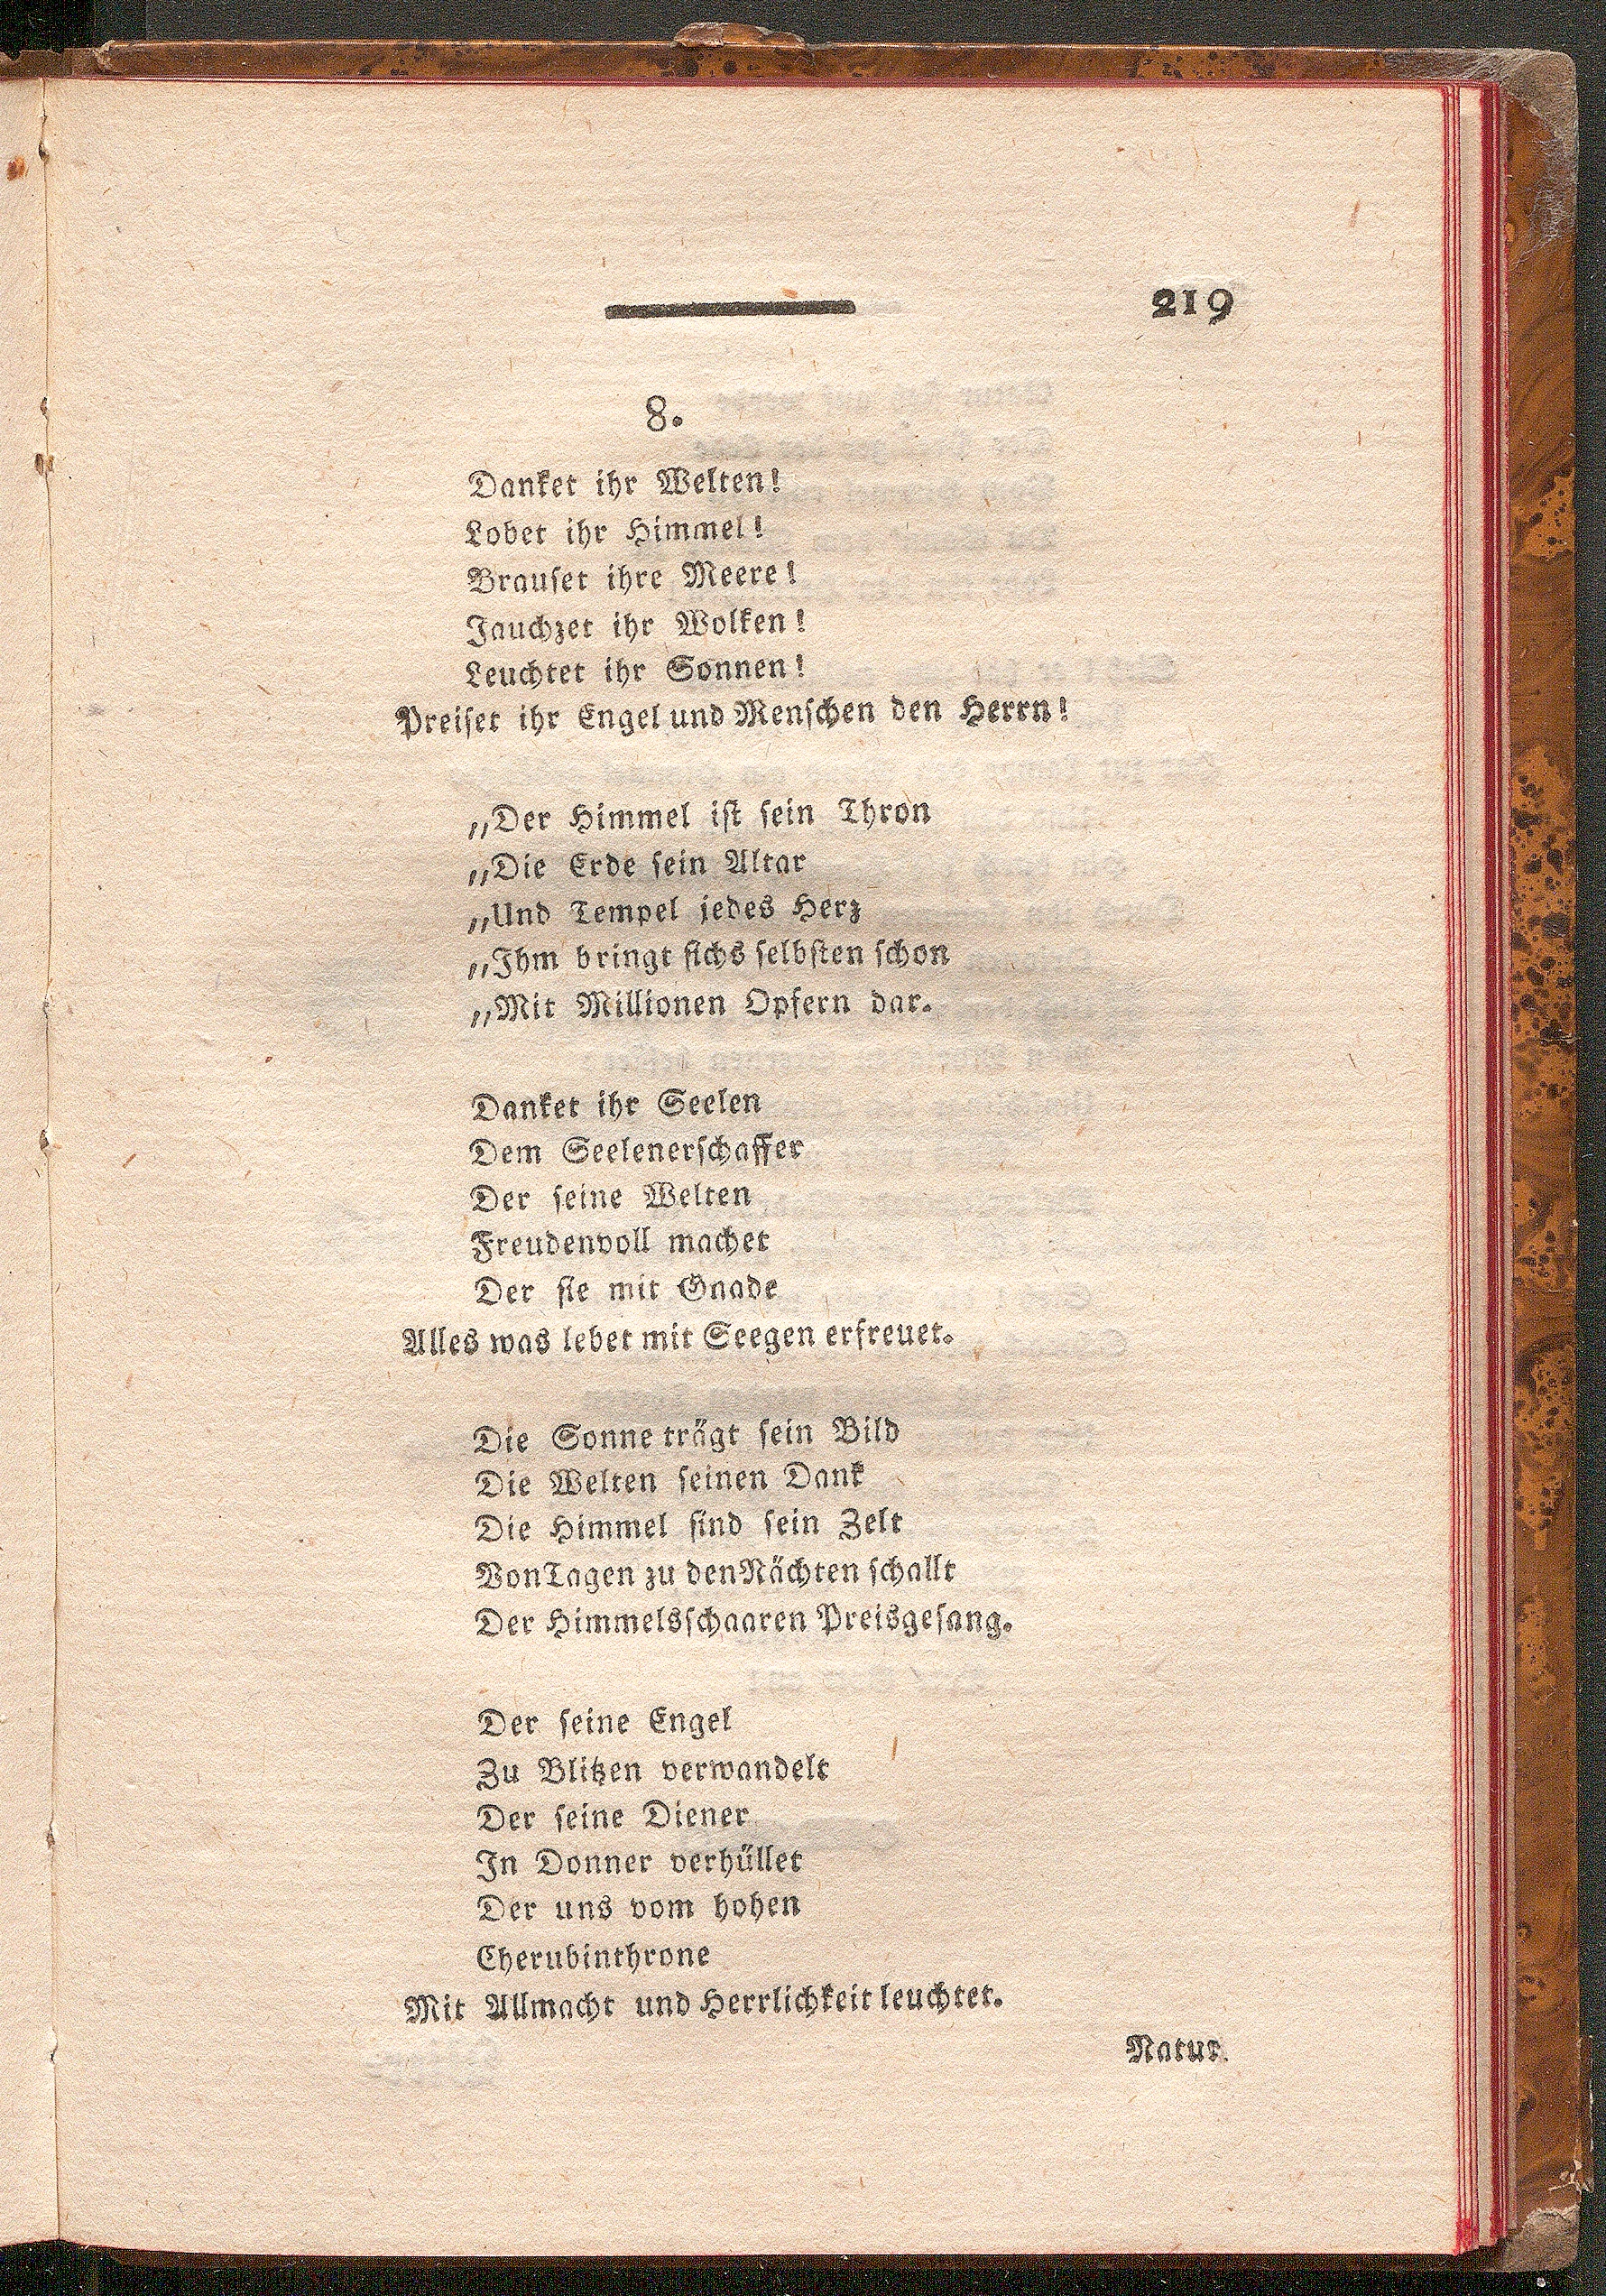 219
8.
Danket ihr Welten!
Lobet ihr Himmel!
Brauſet ihre Meere!
Jauchzet ihr Wolken!
Leuchtet ihr Sonnen!
Preiſet ihr Engel und Menſchen den Herrn!
„Der Himmel iſt ſein Thron
„Die Erde ſein Altar
„Und Tempel jedes Herz
„Ihm bringt ſichs ſelbſten ſchon
„Mit Millionen Opfern dar.
Danket ihr Seelen
Dem Seelenerſchaffer
Der ſeine Welten
Freudenvoll machet
Der ſie mit Gnade
Alles was lebet mit Seegen erfreuet.
Die Sonne trägt ſein Bild
Die Welten ſeinen Dank
Die Himmel ſind ſein Zelt
Von Tagen zu den Nächten ſchallt
Der Himmelsſchaaren Preisgeſang.
Der ſeine Engel
Zu Blitzen verwandelt
Der ſeine Diener
In Donner verhüllet
Der uns vom hohen
Cherubinthrone
Mit Allmacht und Herrlichkeit leuchtet.
Natur